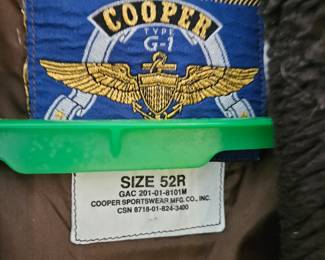 COOPER
TYPE
G-1
SIZE 52R
GAC 201-01-8101M
COOPER SPORTSWEAR MFG. CO., INC.
CSN 8718-01-824-3400